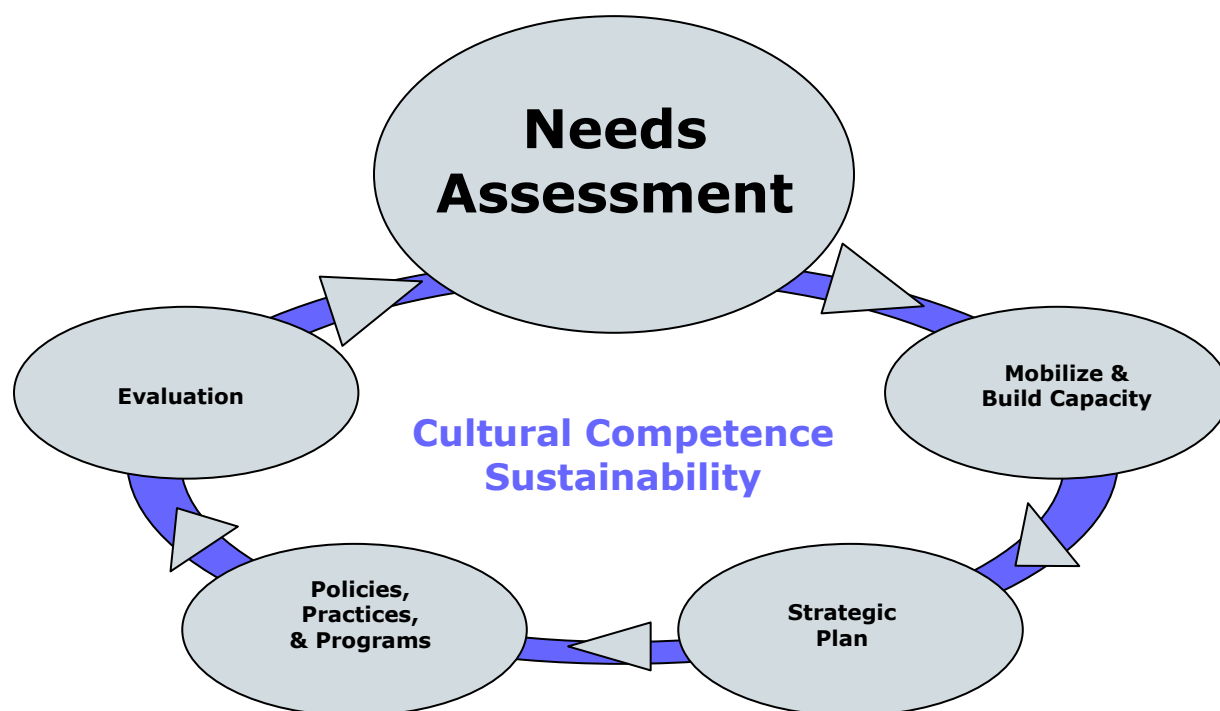 Needs
Assessment
Mobilize &
Build Capacity
Strategic
Plan
Policies,
Practices,
& Programs
Evaluation
Cultural Competence
Sustainability